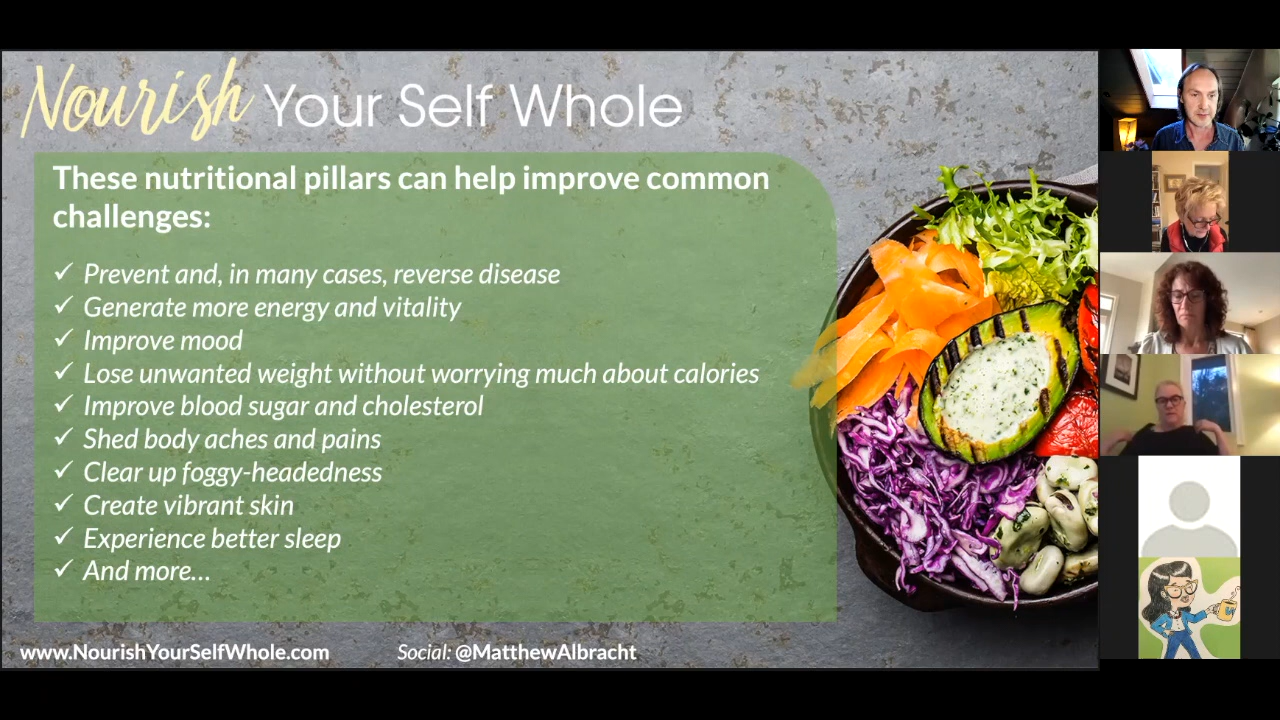 Nourish Your Self Whole
These nutritional pillars can help improve common
challenges:
✓ Prevent and, in many cases, reverse disease
✓ Generate more energy and vitality
✓ Improve mood
✓ Lose unwanted weight without worrying much about calories
✓ Improve blood sugar and cholesterol
✓ Shed body aches and pains
✓ Clear up foggy-headedness
✓ Create vibrant skin
✓ Experience better sleep
✓ And more...
www.NourishYourSelfWhole.com Social: @MatthewAlbracht